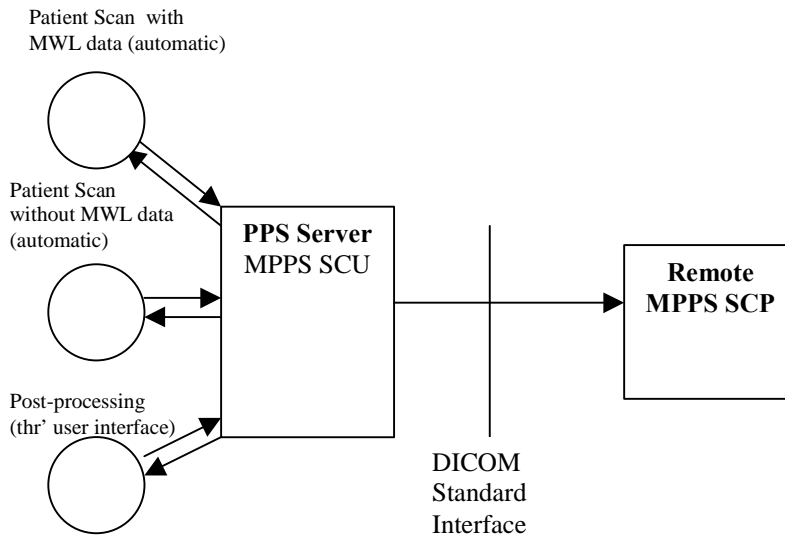 Patient Scan with
MWL data (automatic)
Patient Scan
without MWL data
(automatic)
PPS Server
MPPS SCU
Remote
MPPS SCP
Post-processing
(thr' user interface)
DICOM
Standard
Interface